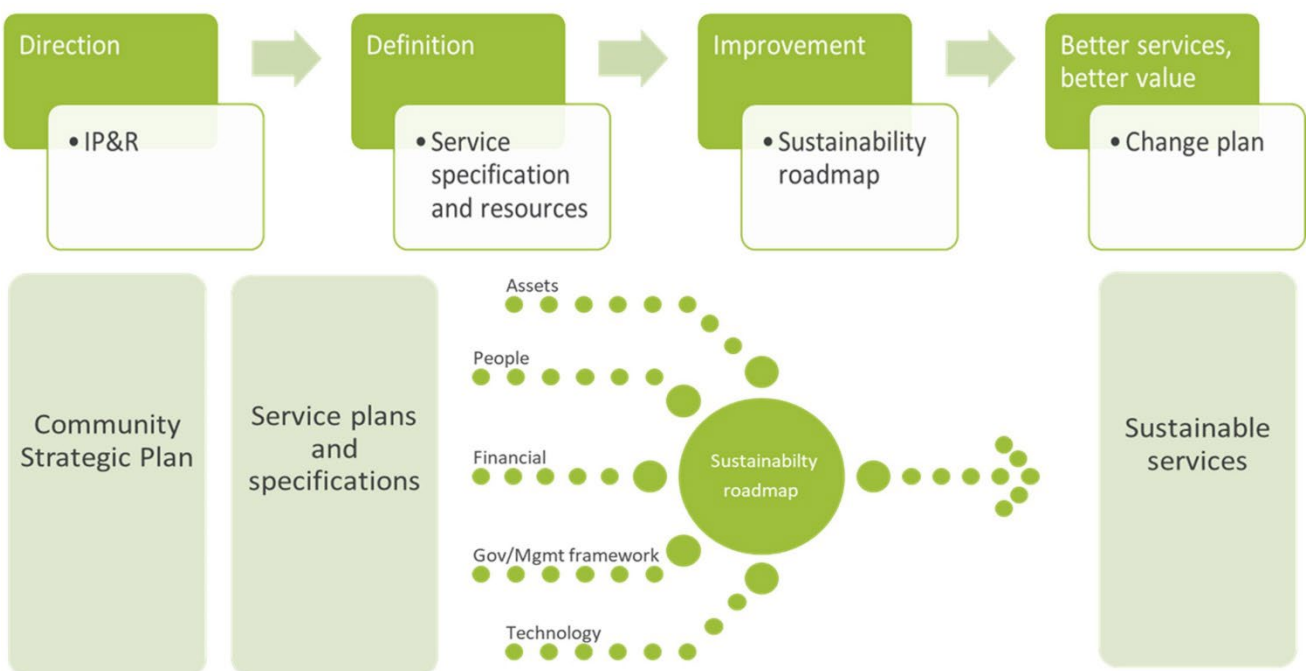 Direction
Definition
Improvement
Better services,
better value
• IP&R
• Service
specification
and resources
• Sustainability
roadmap
• Change plan
Community
Strategic Plan
Service plans
and
specifications
Assets
People
Financial
Gov/Mgmt framework
Technology
Sustainabilty
roadmap
Sustainable
services